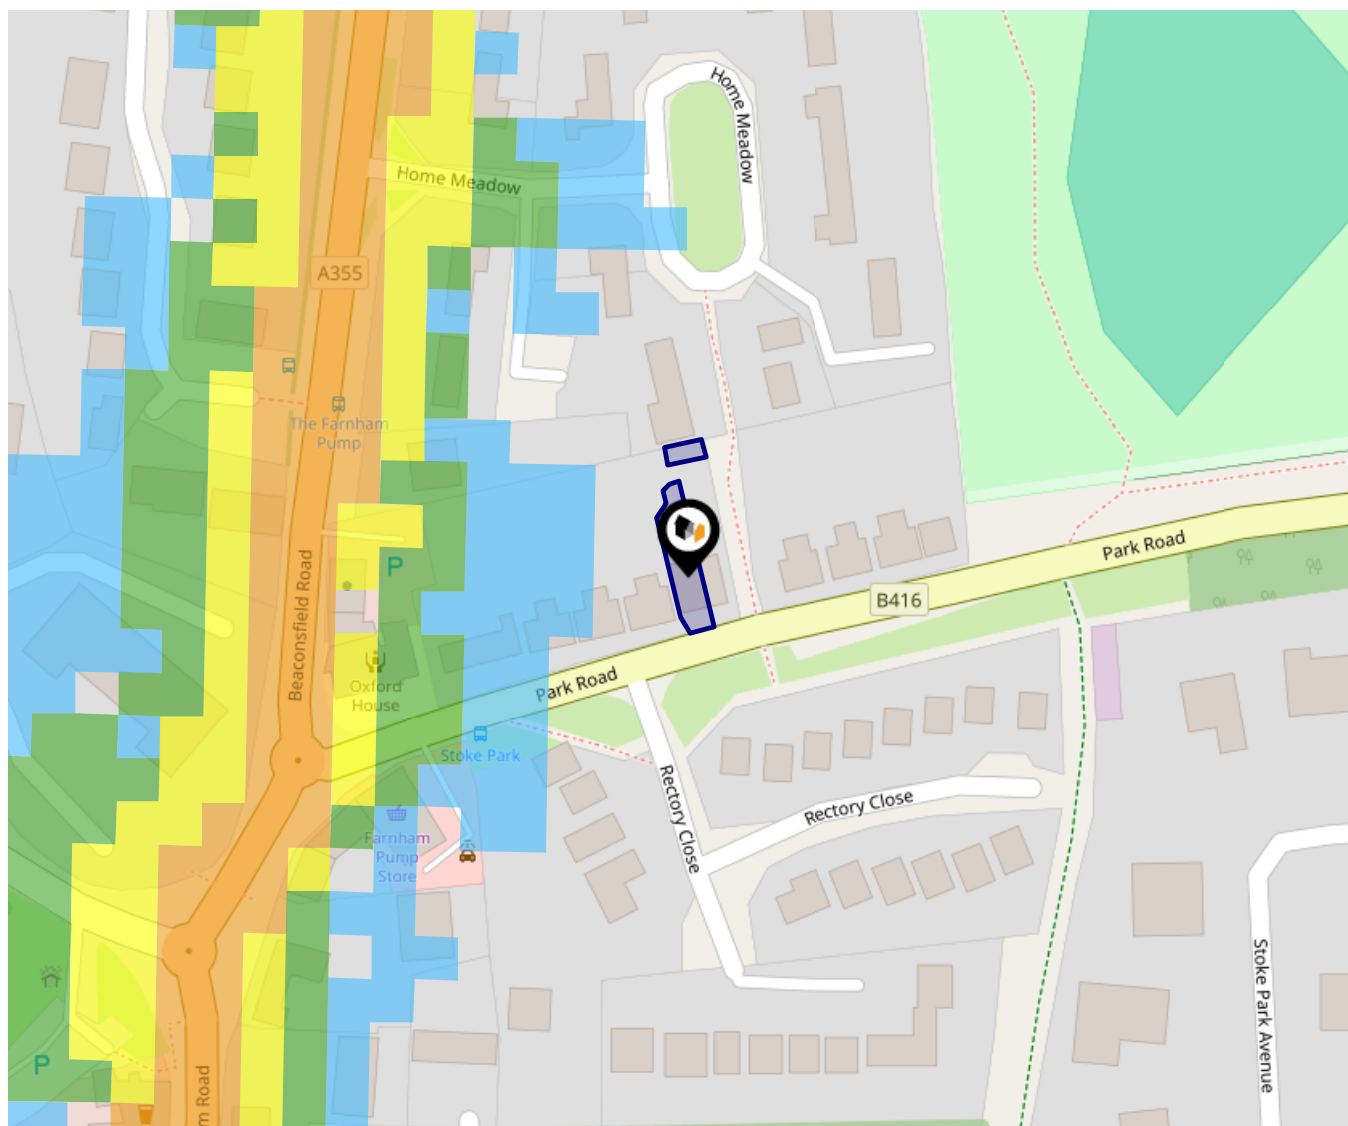 Home Meadow
Home Meadow
A355
The Farnham
Pump
P
Park Road
Beaconsfield Road
B416
Oxford
House
Park Road
Stoke Park
Rectory Close
Rectory Close
Farnham
Pump
Store
Stoke Park Avenue
P
m Road